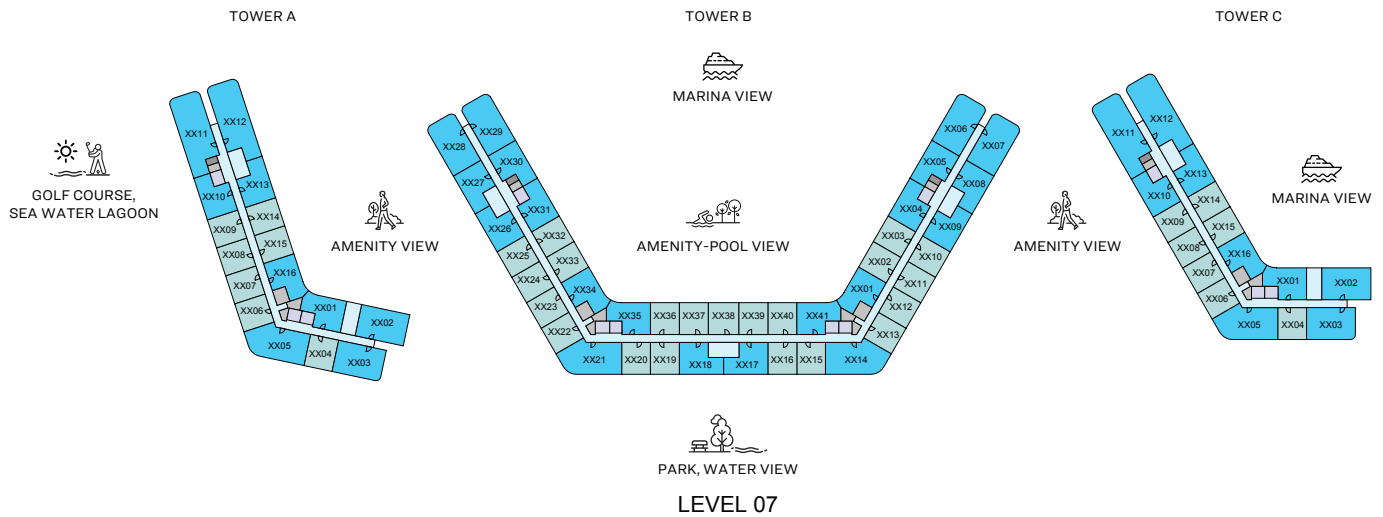 TOWER A
TOWER B
TOWER C
MARINA VIEW
GOLF COURSE,
SEA WATER LAGOON
AMENITY VIEW
AMENITY-POOL VIEW
AMENITY VIEW
MARINA VIEW
XX11
XX12
XX10
XX13
XX09
XX14
XX08
XX15
XX07
XX16
XX06
XX01
XX02
XX05
XX04
XX03
XX28
XX29
XX27
XX30
XX26
XX31
XX25
XX32
XX24
XX33
XX23
XX34
XX22
XX35
XX36
XX37
XX38
XX39
XX40
XX41
XX21
XX20
XX19
XX18
XX17
XX16
XX15
XX14
XX06
XX07
XX05
XX08
XX04
XX09
XX03
XX10
XX02
XX11
XX01
XX12
XX13
XX11
XX12
XX10
XX13
XX09
XX14
XX08
XX15
XX07
XX16
XX06
XX01
XX02
XX05
XX04
XX03
PARK, WATER VIEW
LEVEL 07